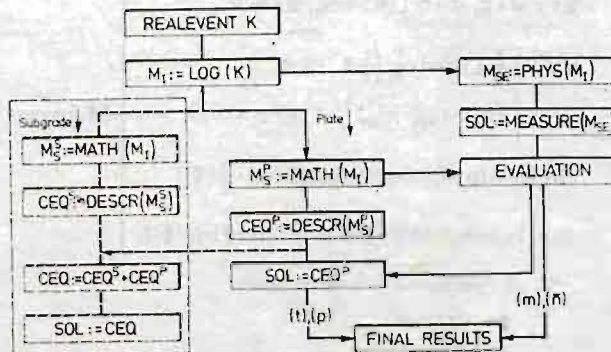 REALEVENT K
M_I := LOG (K)
M_SE := PHYS(M_I)
SOL := MEASURE(M_SE
Subgrade
Plate
M_S^S := MATH (M_I)
M_S^P := MATH (M_I)
EVALUATION
CEQ^S := DESCR(M_S^S)
CEQ^P := DESCR(M_S^P)
CEQ := CEQ^S + CEQ^P
SOL := CEQ^P
SOL := CEQ
(t),(p)
(m),(n̄)
FINAL RESULTS